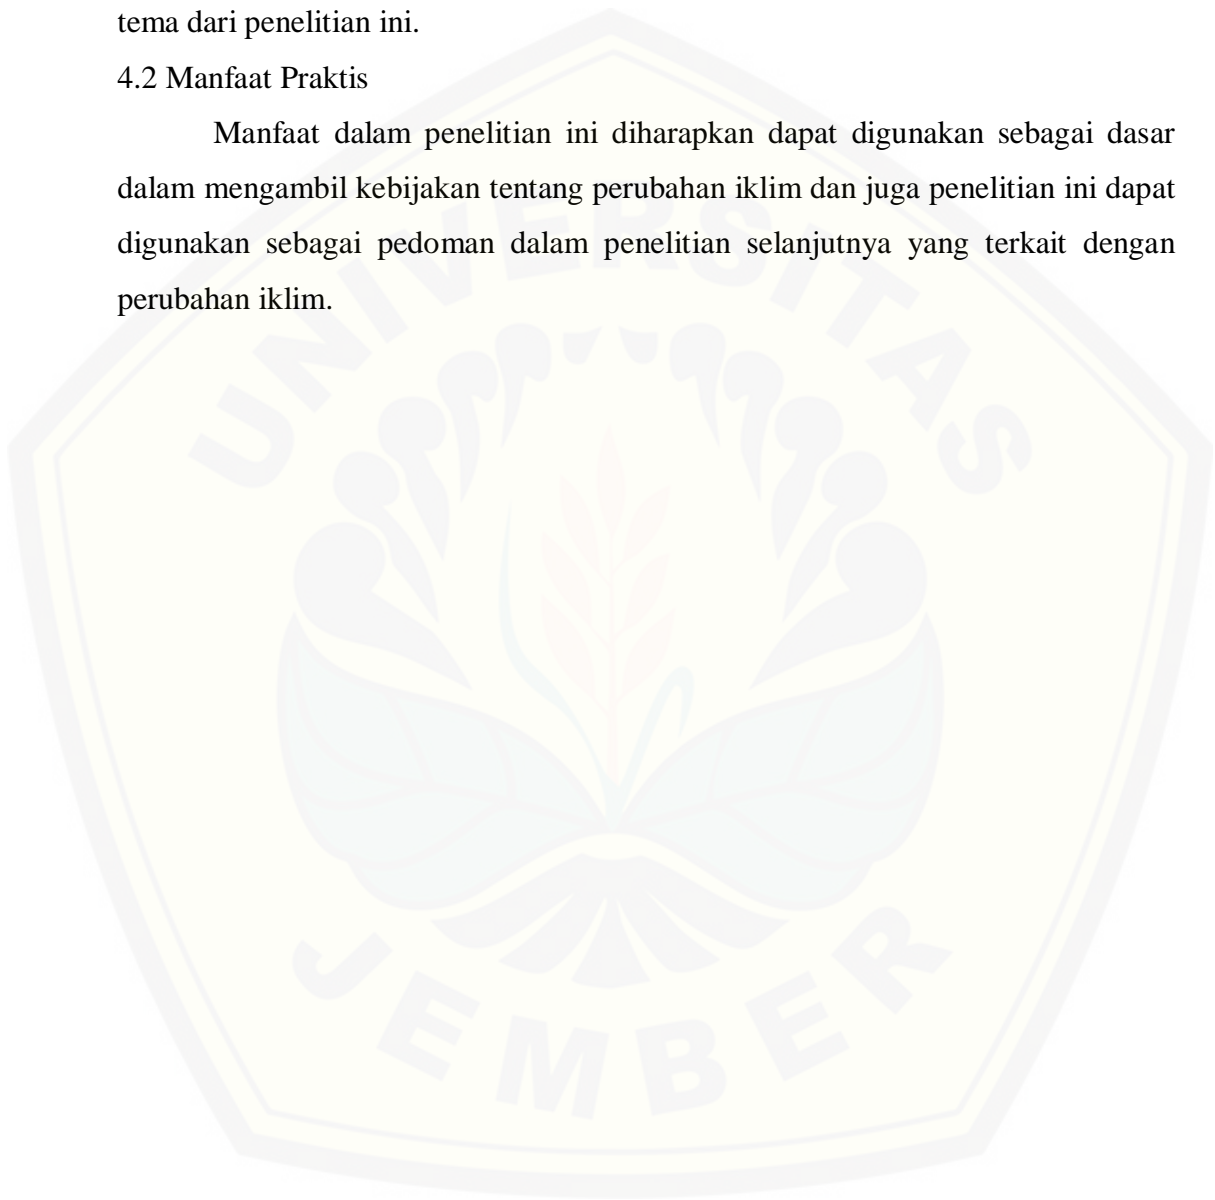 tema dari penelitian ini.
4.2 Manfaat Praktis
Manfaat dalam penelitian ini diharapkan dapat digunakan sebagai dasar
dalam mengambil kebijakan tentang perubahan iklim dan juga penelitian ini dapat
digunakan sebagai pedoman dalam penelitian selanjutnya yang terkait dengan
perubahan iklim.
UNIVERSITAS
JEMBER